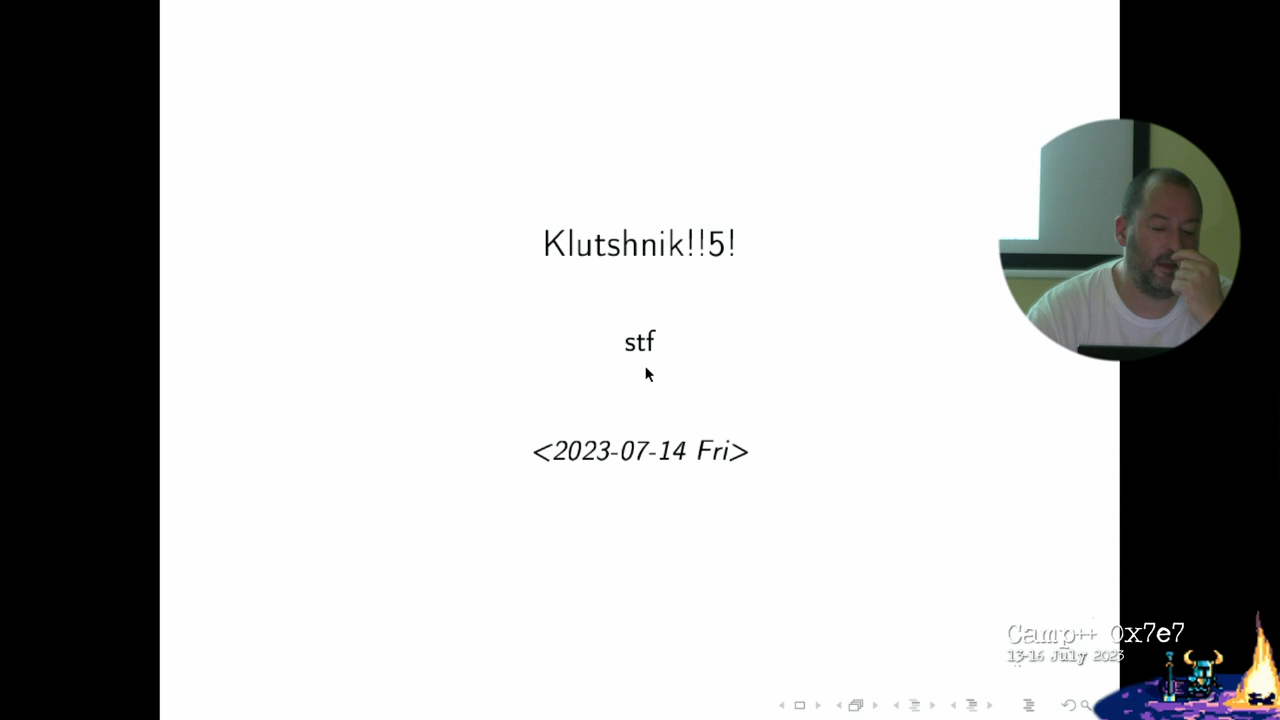 Klutshnik!!5!
stf
<2023-07-14 Fri>
Camp++ 0x7e7
13-16 July 2023